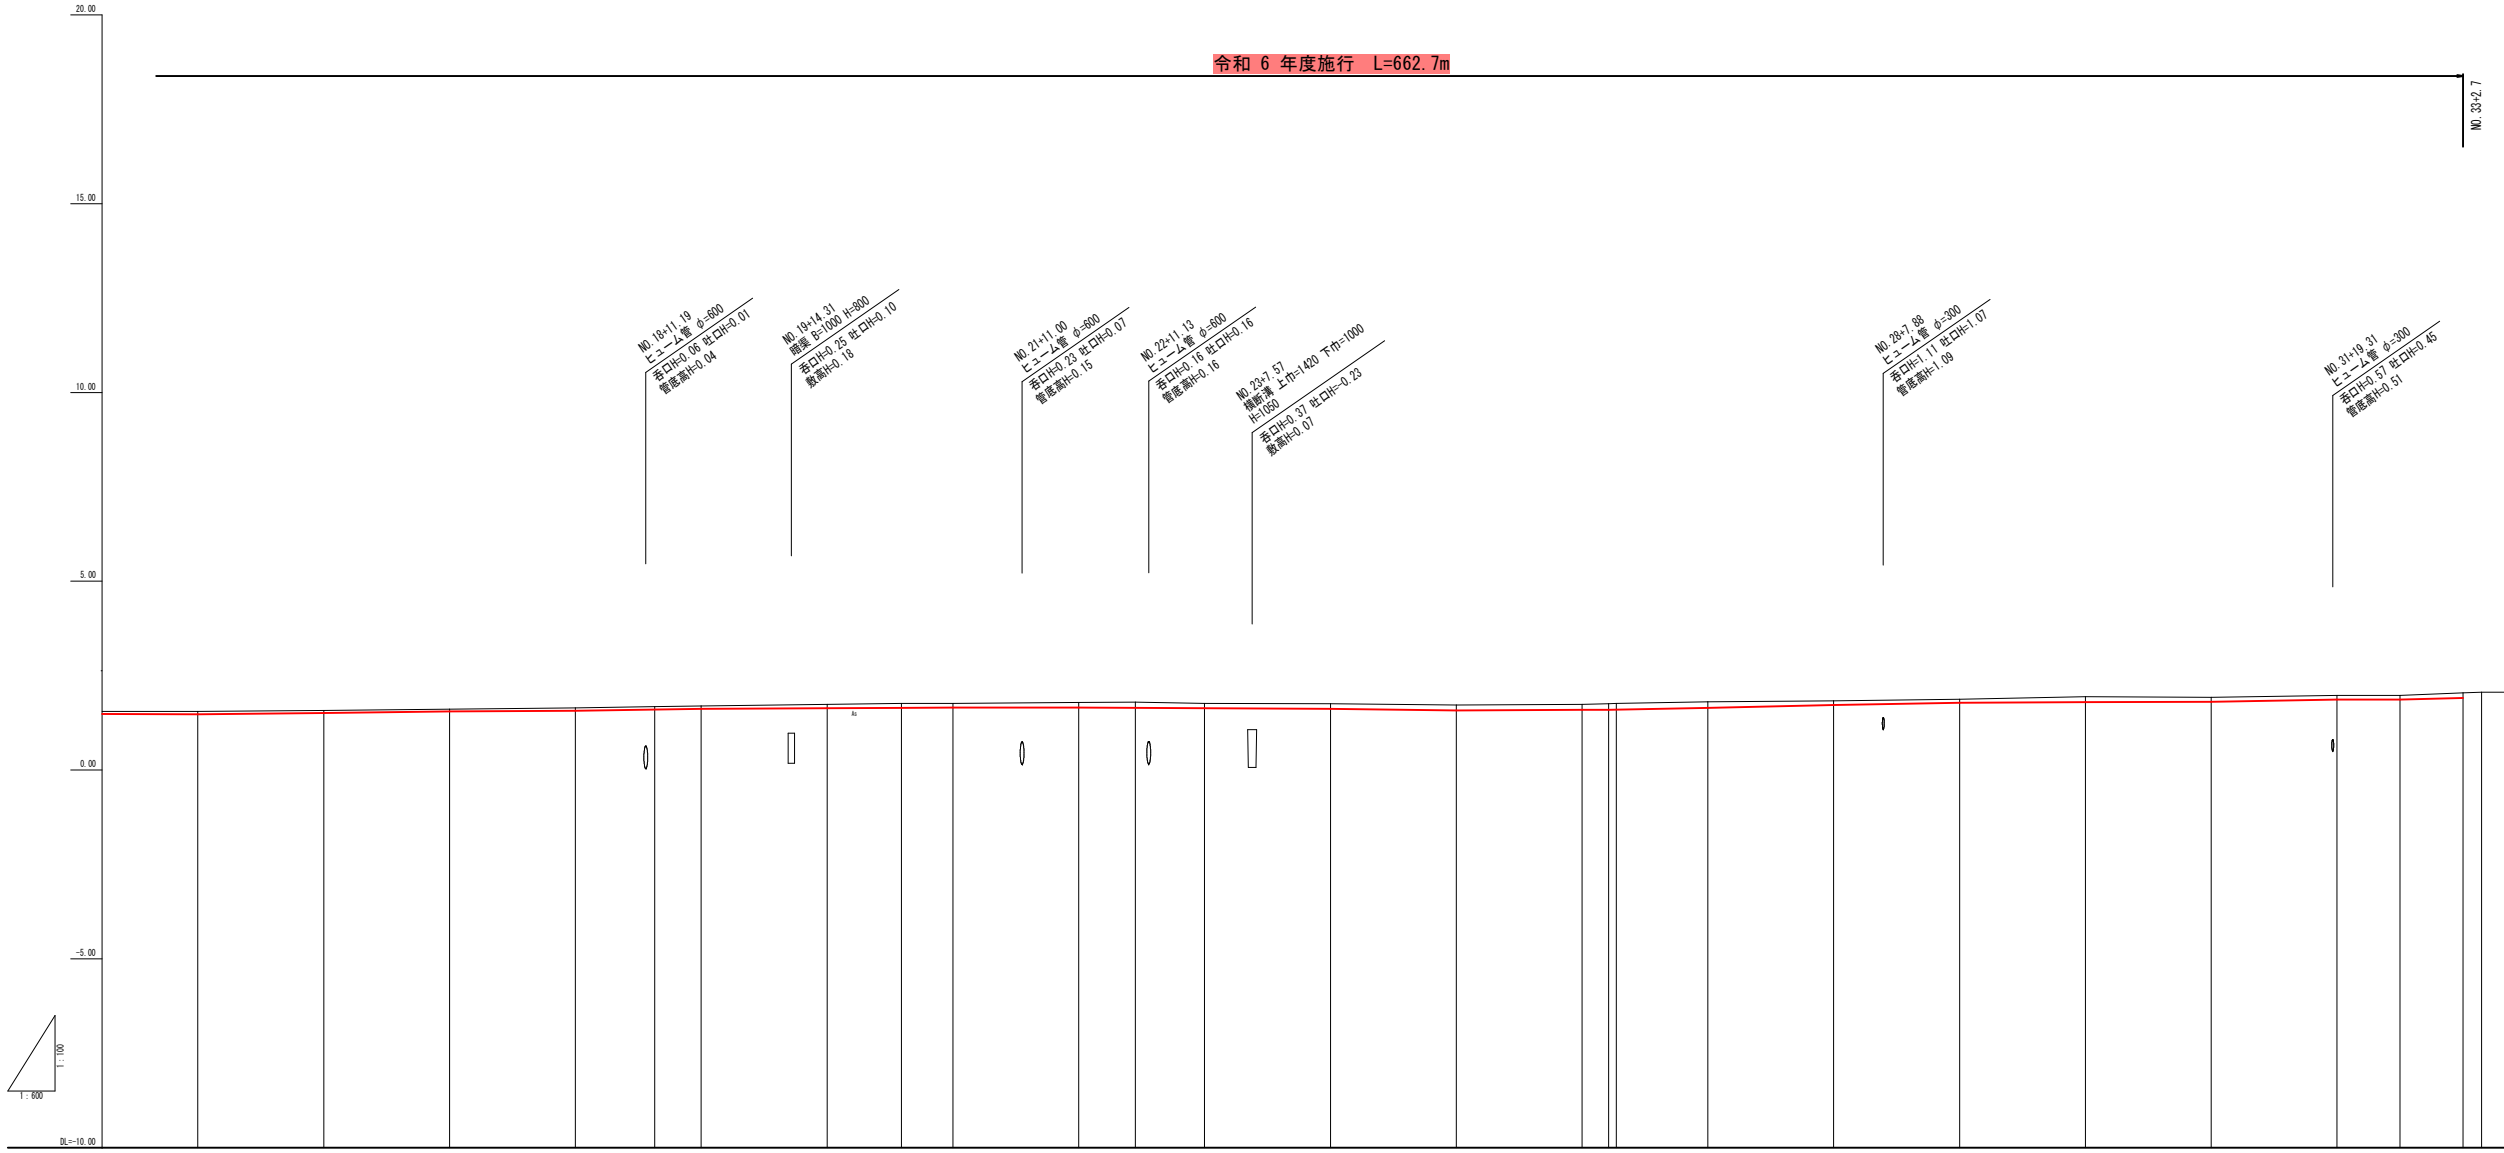 20.00
令和 6 年度施行 L=662.7m
NO.33+2.7
15.00
10.00
5.00
0.00
-5.00
DL=-10.00
NO.18+11.19
ヒューム管 φ=600
呑口H=0.06 吐口H=0.01
管底高H=0.04
NO.19+14.31
暗渠 B=1000 H=800
呑口H=0.25 吐口H=0.10
敷高H=0.18
NO.21+11.00
ヒューム管 φ=600
呑口H=0.23 吐口H=0.07
管底高H=0.15
NO.22+11.13
ヒューム管 φ=600
呑口H=0.16 吐口H=0.16
管底高H=0.16
NO.23+7.57
横断溝 上巾=1420 下巾=1000
H=1050
呑口H=0.37 吐口H=-0.23
敷高H=0.07
NO.28+7.88
ヒューム管 φ=300
呑口H=1.11 吐口H=1.07
管底高H=1.09
NO.31+19.31
ヒューム管 φ=300
呑口H=0.57 吐口H=0.45
管底高H=0.51
As
1:100
1:600